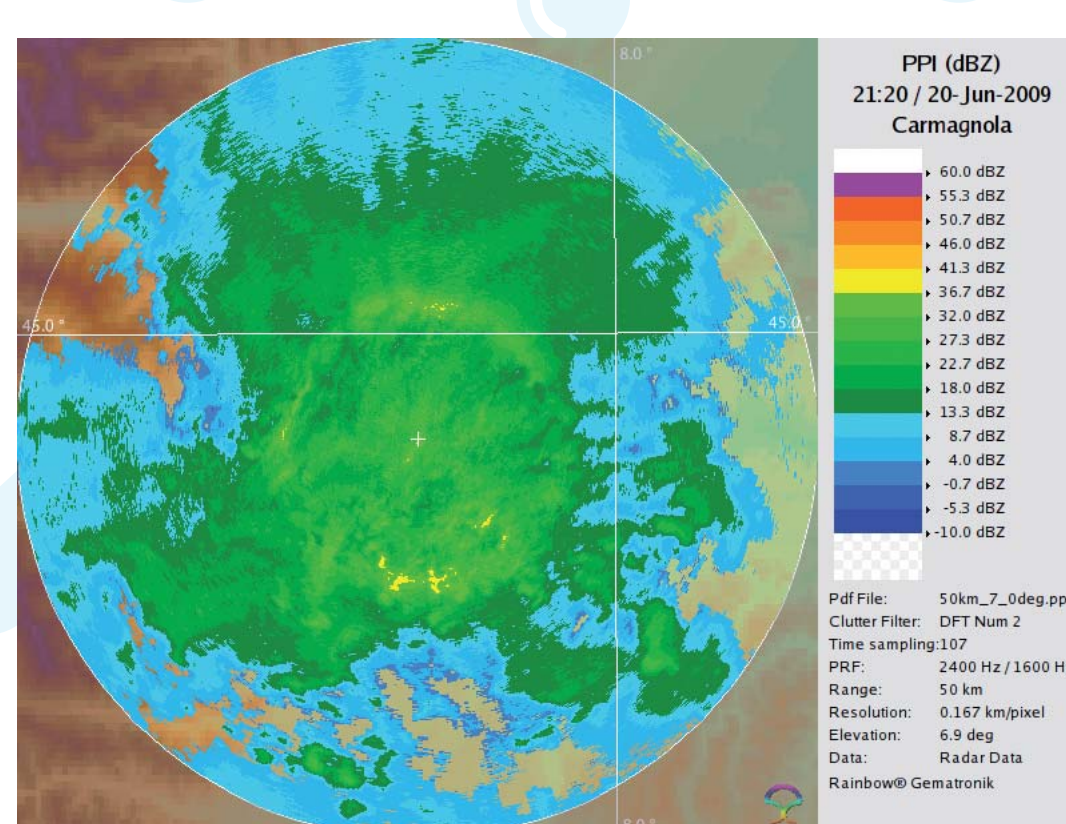 8.0 °
45.0 °
45.0 °
8.0 °
PPI (dBZ)
21:20 / 20-Jun-2009
Carmagnola
60.0 dBZ
55.3 dBZ
50.7 dBZ
46.0 dBZ
41.3 dBZ
36.7 dBZ
32.0 dBZ
27.3 dBZ
22.7 dBZ
18.0 dBZ
13.3 dBZ
8.7 dBZ
4.0 dBZ
-0.7 dBZ
-5.3 dBZ
-10.0 dBZ
Pdf File: 50km_7_0deg.pp
Clutter Filter: DFT Num 2
Time sampling:107
PRF: 2400 Hz / 1600 H
Range: 50 km
Resolution: 0.167 km/pixel
Elevation: 6.9 deg
Data: Radar Data
Rainbow® Gematronik